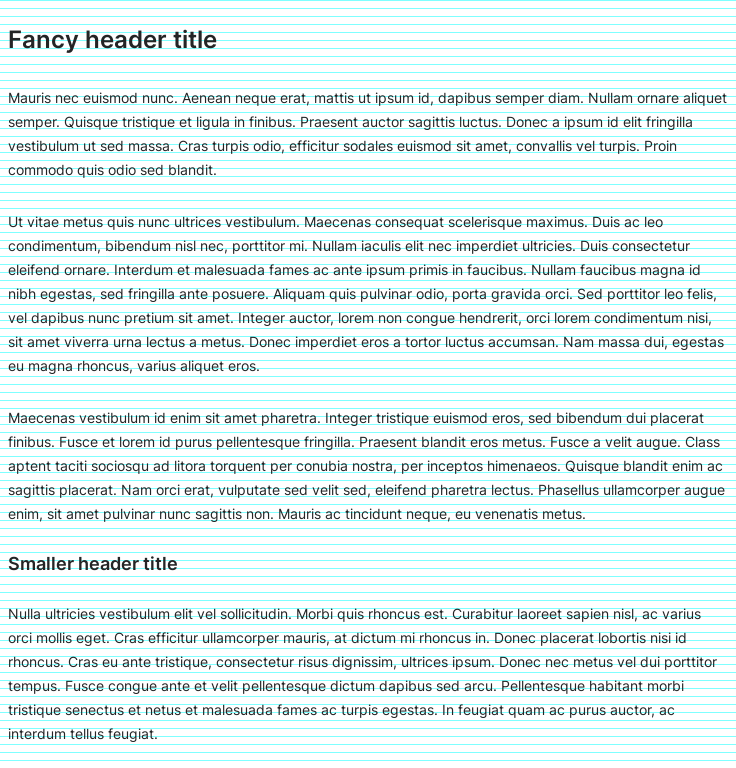 Fancy header title
Mauris nec euismod nunc. Aenean neque erat, mattis ut ipsum id, dapibus semper diam. Nullam ornare aliquet
semper. Quisque tristique et ligula in finibus. Praesent auctor sagittis luctus. Donec a ipsum id elit fringilla
vestibulum ut sed massa. Cras turpis odio, efficitur sodales euismod sit amet, convallis vel turpis. Proin
commodo quis odio sed blandit.
Ut vitae metus quis nunc ultrices vestibulum. Maecenas consequat scelerisque maximus. Duis ac leo
condimentum, bibendum nisl nec, porttitor mi. Nullam iaculis elit nec imperdiet ultricies. Duis consectetur
eleifend ornare. Interdum et malesuada fames ac ante ipsum primis in faucibus. Nullam faucibus magna id
nibh egestas, sed fringilla ante posuere. Aliquam quis pulvinar odio, porta gravida orci. Sed porttitor leo felis,
vel dapibus nunc pretium sit amet. Integer auctor, lorem non congue hendrerit, orci lorem condimentum nisi,
sit amet viverra urna lectus a metus. Donec imperdiet eros a tortor luctus accumsan. Nam massa dui, egestas
eu magna rhoncus, varius aliquet eros.
Maecenas vestibulum id enim sit amet pharetra. Integer tristique euismod eros, sed bibendum dui placerat
finibus. Fusce et lorem id purus pellentesque fringilla. Praesent blandit eros metus. Fusce a velit augue. Class
aptent taciti sociosqu ad litora torquent per conubia nostra, per inceptos himenaeos. Quisque blandit enim ac
sagittis placerat. Nam orci erat, vulputate sed velit sed, eleifend pharetra lectus. Phasellus ullamcorper augue
enim, sit amet pulvinar nunc sagittis non. Mauris ac tincidunt neque, eu venenatis metus.
Smaller header title
Nulla ultricies vestibulum elit vel sollicitudin. Morbi quis rhoncus est. Curabitur laoreet sapien nisl, ac varius
orci mollis eget. Cras efficitur ullamcorper mauris, at dictum mi rhoncus in. Donec placerat lobortis nisi id
rhoncus. Cras eu ante tristique, consectetur risus dignissim, ultrices ipsum. Donec nec metus vel dui porttitor
tempus. Fusce congue ante et velit pellentesque dictum dapibus sed arcu. Pellentesque habitant morbi
tristique senectus et netus et malesuada fames ac turpis egestas. In feugiat quam ac purus auctor, ac
interdum tellus feugiat.